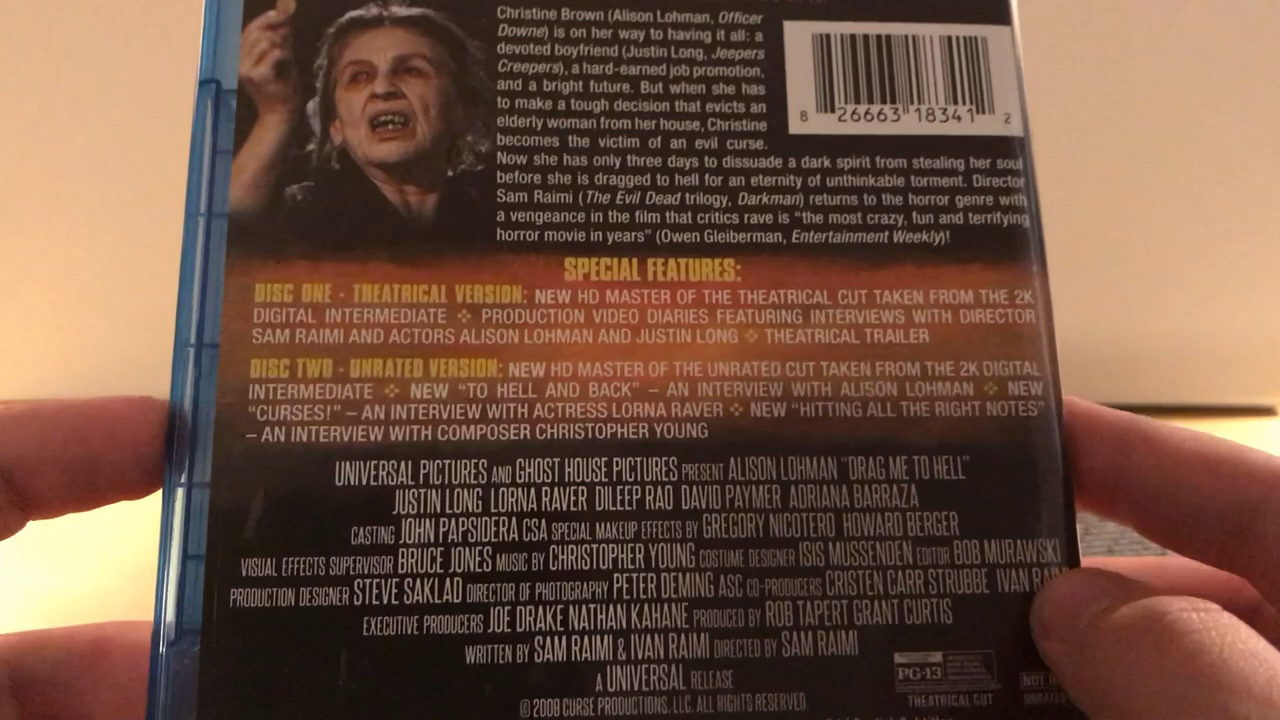 Christine Brown (Alison Lohman, Officer
Downe) is on her way to having it all: a
devoted boyfriend (Justin Long, Jeepers
Creepers), a hard-earned job promotion,
and a bright future. But when she has
to make a tough decision that evicts an
elderly woman from her house, Christine
becomes the victim of an evil curse.
Now she has only three days to dissuade a dark spirit from stealing her soul
before she is dragged to hell for an eternity of unthinkable torment. Director
Sam Raimi (The Evil Dead trilogy, Darkman) returns to the horror genre with
a vengeance in the film that critics rave is “the most crazy, fun and terrifying
horror movie in years” (Owen Gleiberman, Entertainment Weekly)!
8 26663 18341 2
SPECIAL FEATURES:
DISC ONE - THEATRICAL VERSION: NEW HD MASTER OF THE THEATRICAL CUT TAKEN FROM THE 2K
DIGITAL INTERMEDIATE ❖ PRODUCTION VIDEO DIARIES FEATURING INTERVIEWS WITH DIRECTOR
SAM RAIMI AND ACTORS ALISON LOHMAN AND JUSTIN LONG ❖ THEATRICAL TRAILER
DISC TWO - UNRATED VERSION: NEW HD MASTER OF THE UNRATED CUT TAKEN FROM THE 2K DIGITAL
INTERMEDIATE ❖ NEW “TO HELL AND BACK” – AN INTERVIEW WITH ALISON LOHMAN ❖ NEW
“CURSES!” – AN INTERVIEW WITH ACTRESS LORNA RAVER ❖ NEW “HITTING ALL THE RIGHT NOTES”
– AN INTERVIEW WITH COMPOSER CHRISTOPHER YOUNG
UNIVERSAL PICTURES AND GHOST HOUSE PICTURES PRESENT ALISON LOHMAN "DRAG ME TO HELL"
JUSTIN LONG LORNA RAVER DILEEP RAO DAVID PAYMER ADRIANA BARRAZA
CASTING JOHN PAPSIDERA CSA SPECIAL MAKEUP EFFECTS BY GREGORY NICOTERO HOWARD BERGER
VISUAL EFFECTS SUPERVISOR BRUCE JONES MUSIC BY CHRISTOPHER YOUNG COSTUME DESIGNER ISIS MUSSENDEN EDITOR BOB MURAWSKI
PRODUCTION DESIGNER STEVE SAKLAD DIRECTOR OF PHOTOGRAPHY PETER DEMING ASC CO-PRODUCERS CRISTEN CARR STRUBBE IVAN
EXECUTIVE PRODUCERS JOE DRAKE NATHAN KAHANE PRODUCED BY ROB TAPERT GRANT CURTIS
WRITTEN BY SAM RAIMI & IVAN RAIMI DIRECTED BY SAM RAIMI
A UNIVERSAL RELEASE
PG-13
THEATRICAL CUT
NOT
© 2009 CURSE PRODUCTIONS, LLC. ALL RIGHTS RESERVED.